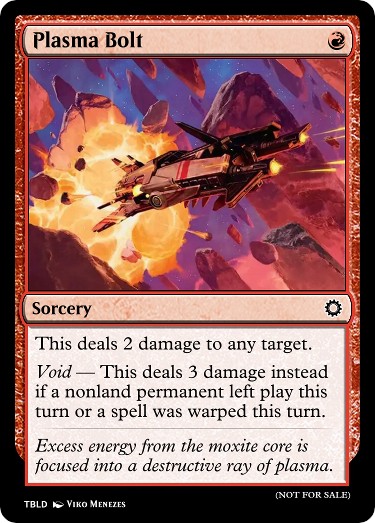 Plasma Bolt
Sorcery
This deals 2 damage to any target.
Void — This deals 3 damage instead
if a nonland permanent left play this
turn or a spell was warped this turn.
Excess energy from the moxite core is
focused into a destructive ray of plasma.
(NOT FOR SALE)
TBLD Viko Menezes